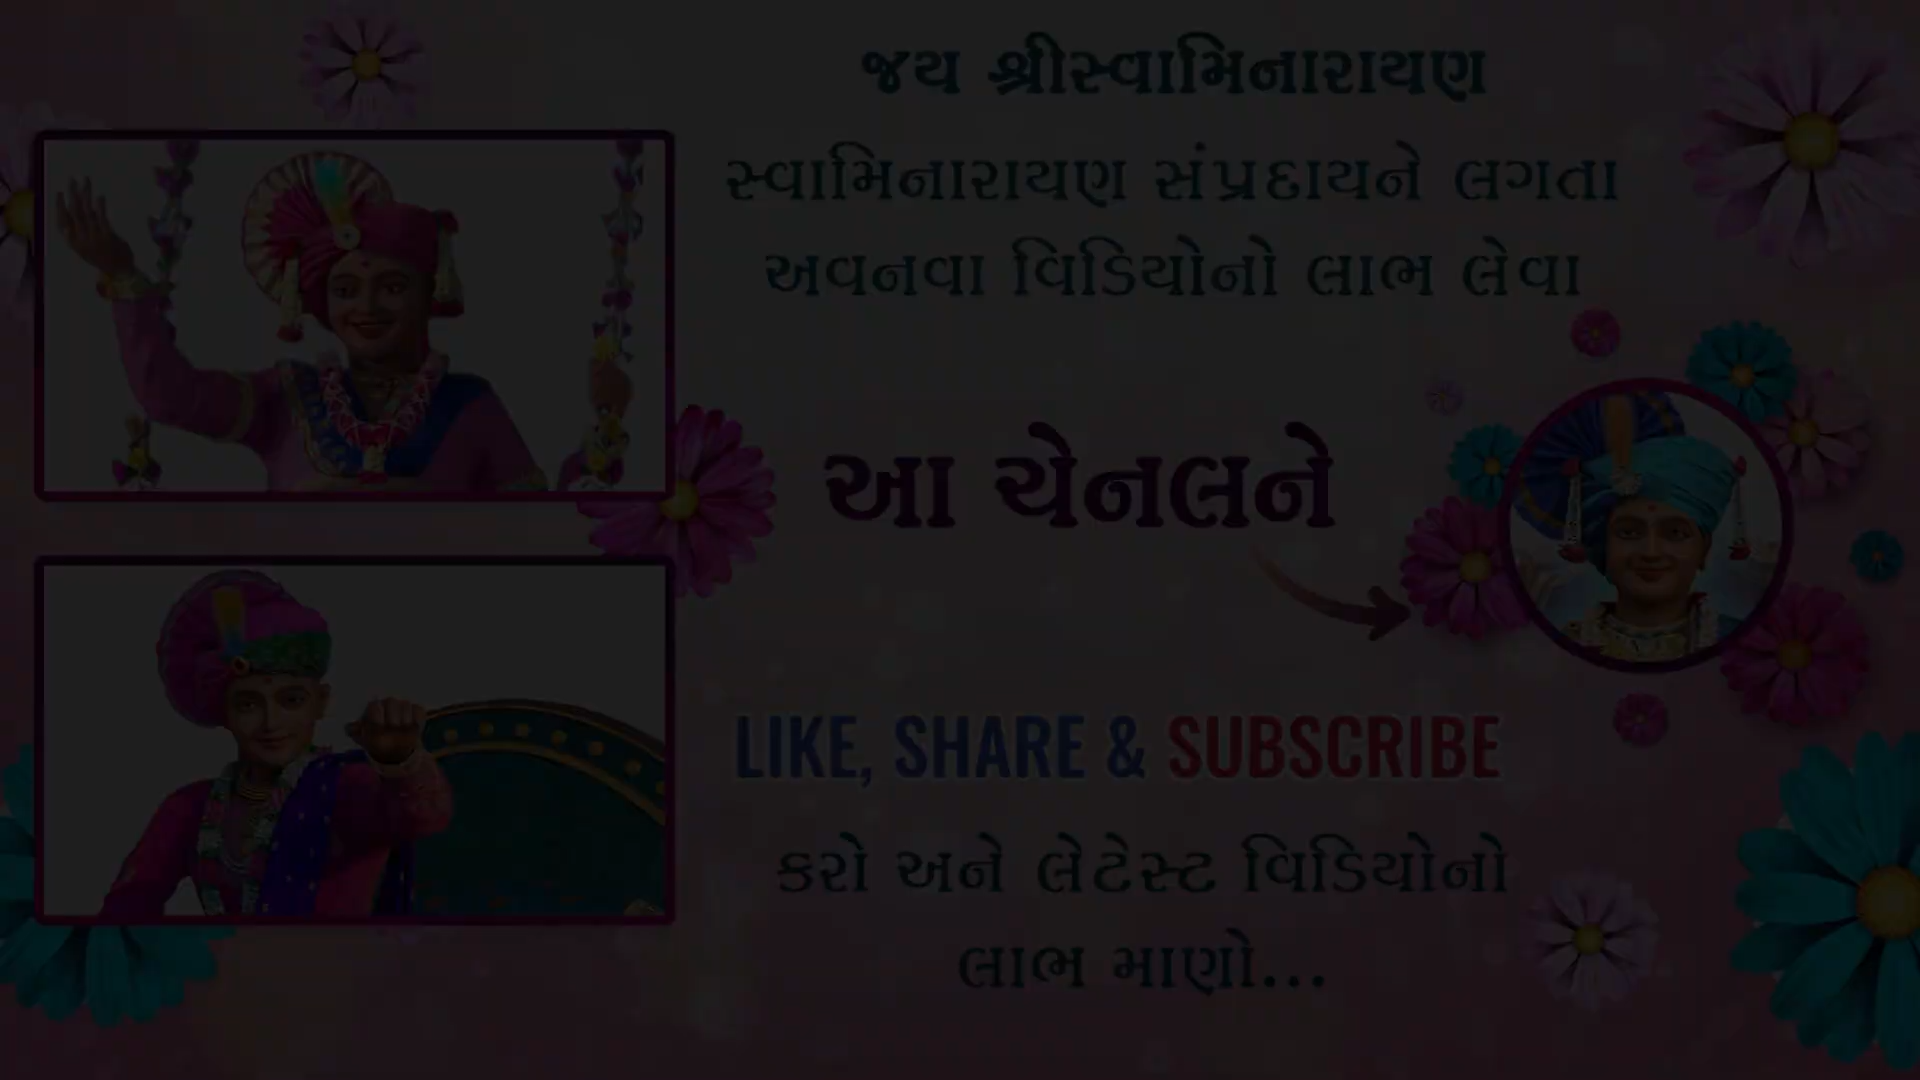 જય શ્રીસ્વામિનારાયણ
સ્વામિનારાયણ સંપ્રદાયને લગતા
અવનવા વિડિયોનો લાભ લેવા
આ ચેનલને
LIKE, SHARE & SUBSCRIBE
કરો અને લેટેસ્ટ વિડિયોનો
લાભ માણો...